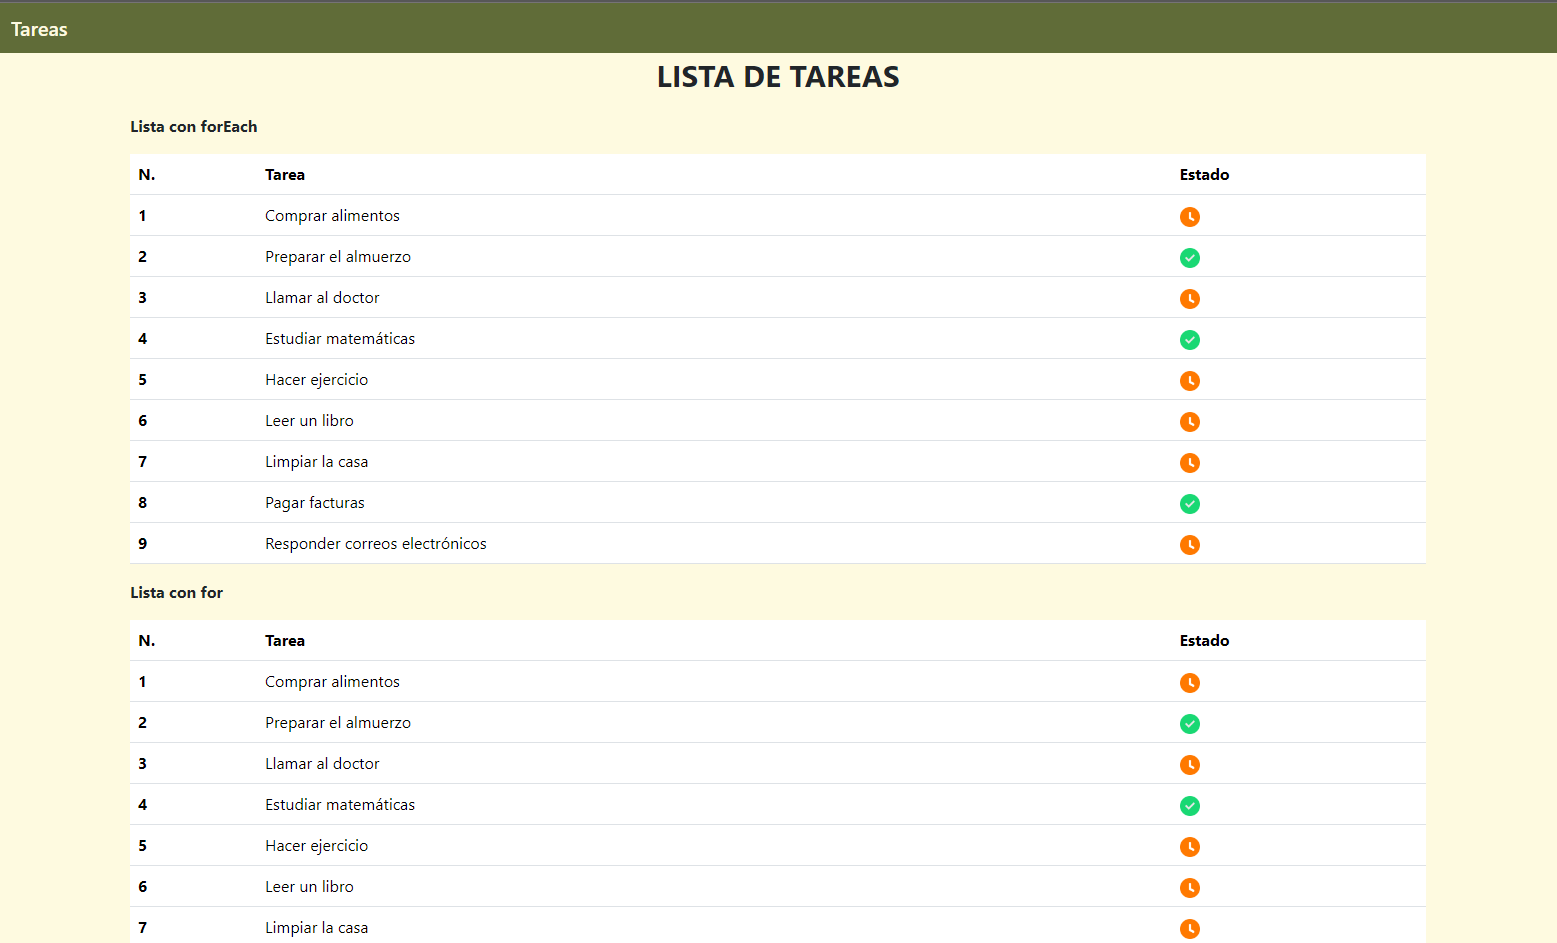 Tareas
LISTA DE TAREAS
Lista con forEach
N. Tarea Estado
1 Comprar alimentos
2 Preparar el almuerzo
3 Llamar al doctor
4 Estudiar matemáticas
5 Hacer ejercicio
6 Leer un libro
7 Limpiar la casa
8 Pagar facturas
9 Responder correos electrónicos
Lista con for
N. Tarea Estado
1 Comprar alimentos
2 Preparar el almuerzo
3 Llamar al doctor
4 Estudiar matemáticas
5 Hacer ejercicio
6 Leer un libro
7 Limpiar la casa